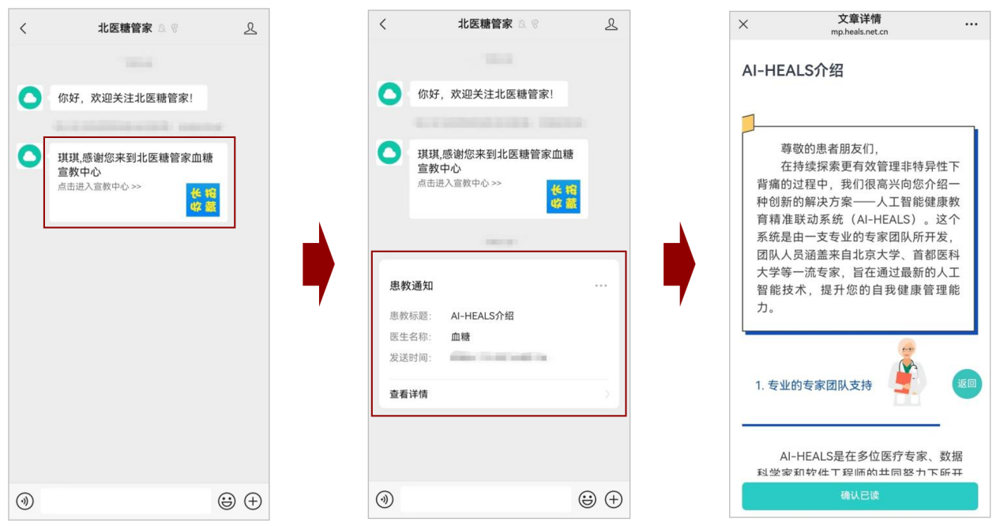 北医糖管家
你好，欢迎关注北医糖管家！
琪琪,感谢您来到北医糖管家血糖
宣教中心
点击进入宣教中心 >>
长按
收藏
北医糖管家
你好，欢迎关注北医糖管家！
琪琪,感谢您来到北医糖管家血糖
宣教中心
点击进入宣教中心 >>
长按
收藏
患教通知
患教标题： AI-HEALS介绍
医生名称： 血糖
发送时间：
查看详情
文章详情
mp.heals.net.cn
AI-HEALS介绍
尊敬的患者朋友们，
在持续探索更有效管理非特异性下
背痛的过程中，我们很高兴向您介绍一
种创新的解决方案——人工智能健康教
育精准联动系统（AI-HEALS）。这个
系统是由一支专业的专家团队所开发，
团队人员涵盖来自北京大学、首都医科
大学等一流专家，旨在通过最新的人工
智能技术，提升您的自我健康管理能
力。
1. 专业的专家团队支持
返回
AI-HEALS是在多位医疗专家、数据
科学家和软件工程师的共同努力下所开
确认已读